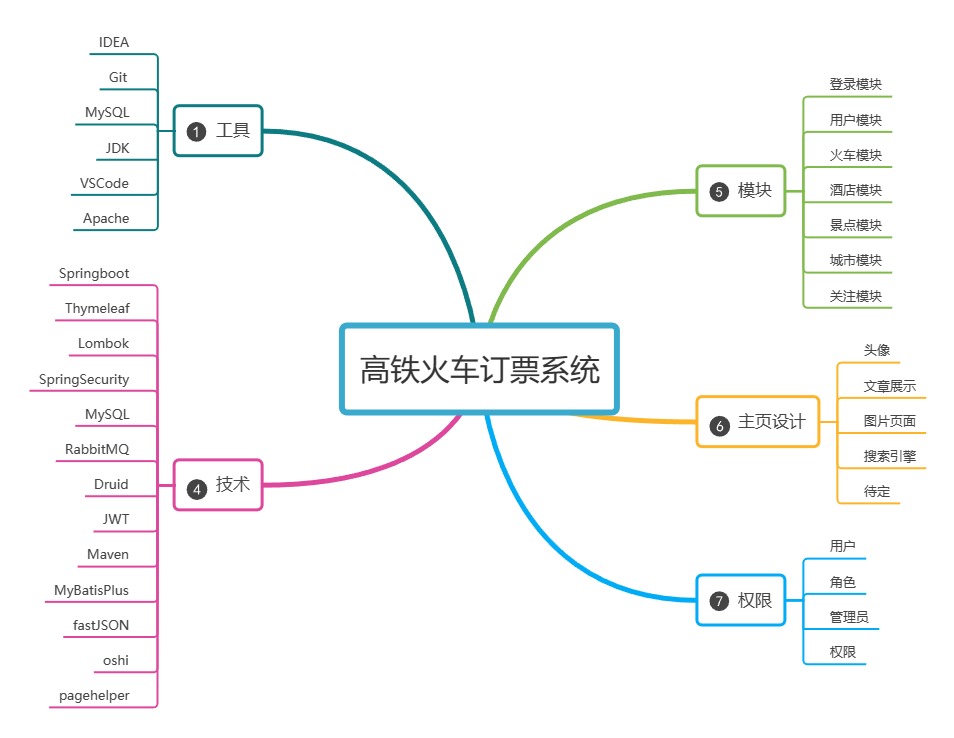 高铁火车订票系统
1 工具
IDEA
Git
MySQL
JDK
VSCode
Apache
4 技术
Springboot
Thymeleaf
Lombok
SpringSecurity
MySQL
RabbitMQ
Druid
JWT
Maven
MyBatisPlus
fastJSON
oshi
pagehelper
5 模块
登录模块
用户模块
火车模块
酒店模块
景点模块
城市模块
关注模块
6 主页设计
头像
文章展示
图片页面
搜索引擎
待定
7 权限
用户
角色
管理员
权限